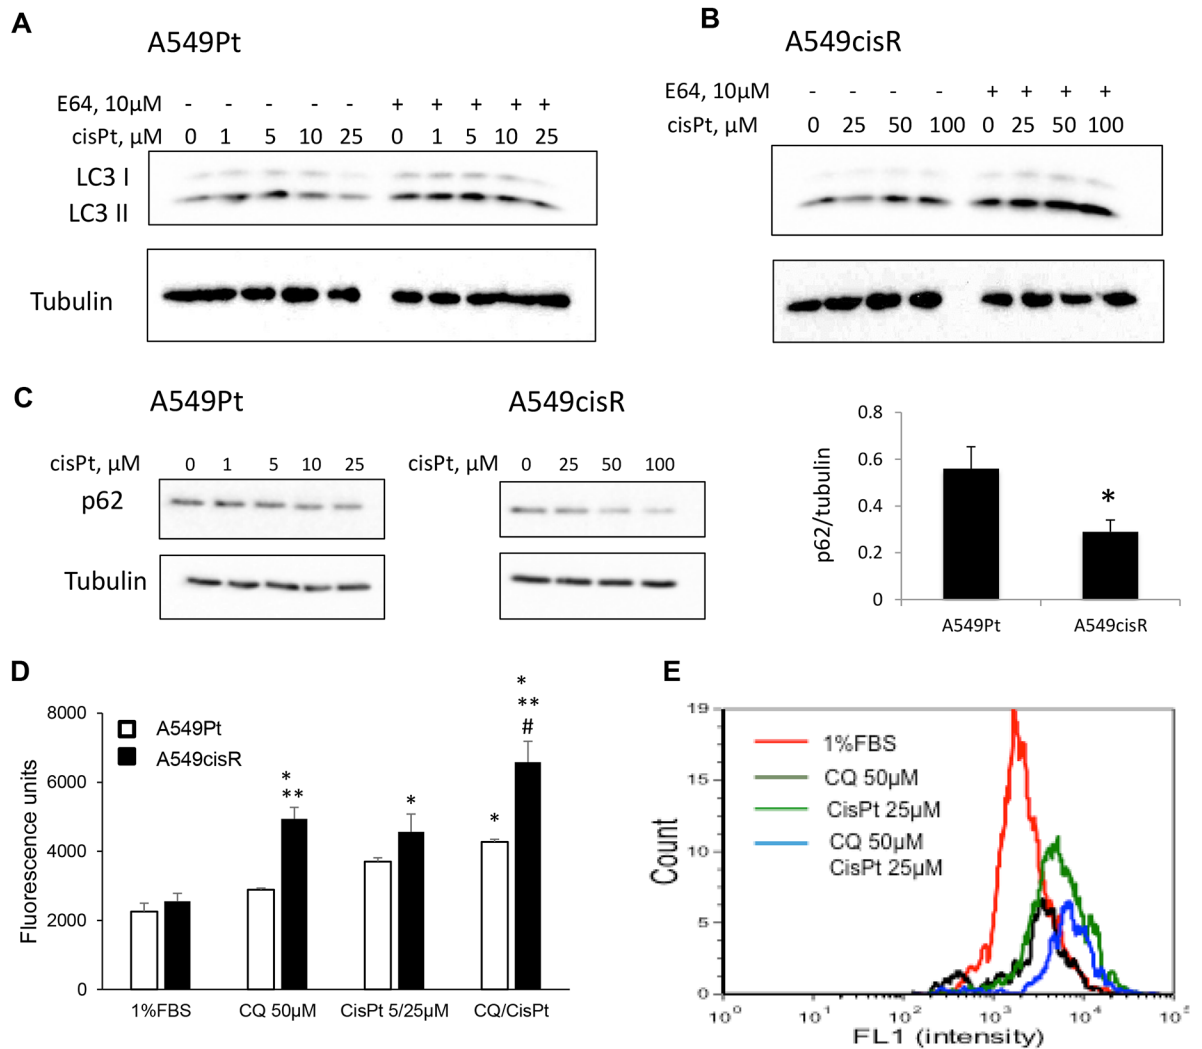 A
A549Pt
E64, 10µM - - - - - + + + + +
cisPt, µM 0 1 5 10 25 0 1 5 10 25
LC3 I
LC3 II
Tubulin
B
A549cisR
E64, 10µM - - - - + + + +
cisPt, µM 0 25 50 100 0 25 50 100
C
A549Pt
cisPt, µM 0 1 5 10 25
p62
Tubulin
A549cisR
cisPt, µM 0 25 50 100
p62/tubulin
0.8
0.6
0.4
0.2
0
*
A549Pt A549cisR
D
Fluorescence units
8000
6000
4000
2000
0
A549Pt
A549cisR
*
**
*
*
*
**
#
1%FBS CQ 50µM CisPt 5/25µM CQ/CisPt
E
Count
19
15
10
5
0
1%FBS
CQ 50µM
CisPt 25µM
CQ 50µM
CisPt 25µM
10⁰ 10¹ 10² 10³ 10⁴ 10⁵
FL1 (intensity)